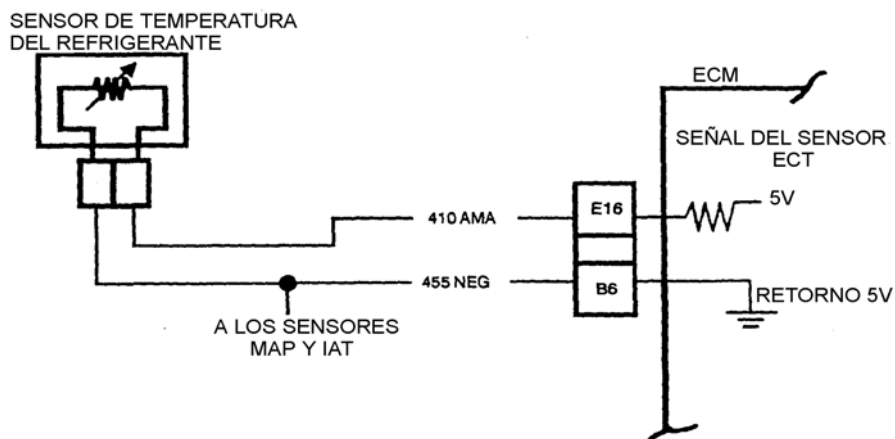 SENSOR DE TEMPERATURA
DEL REFRIGERANTE
ECM
SEÑAL DEL SENSOR
ECT
5V
410 AMA
E16
455 NEG
B6
RETORNO 5V
A LOS SENSORES
MAP Y IAT